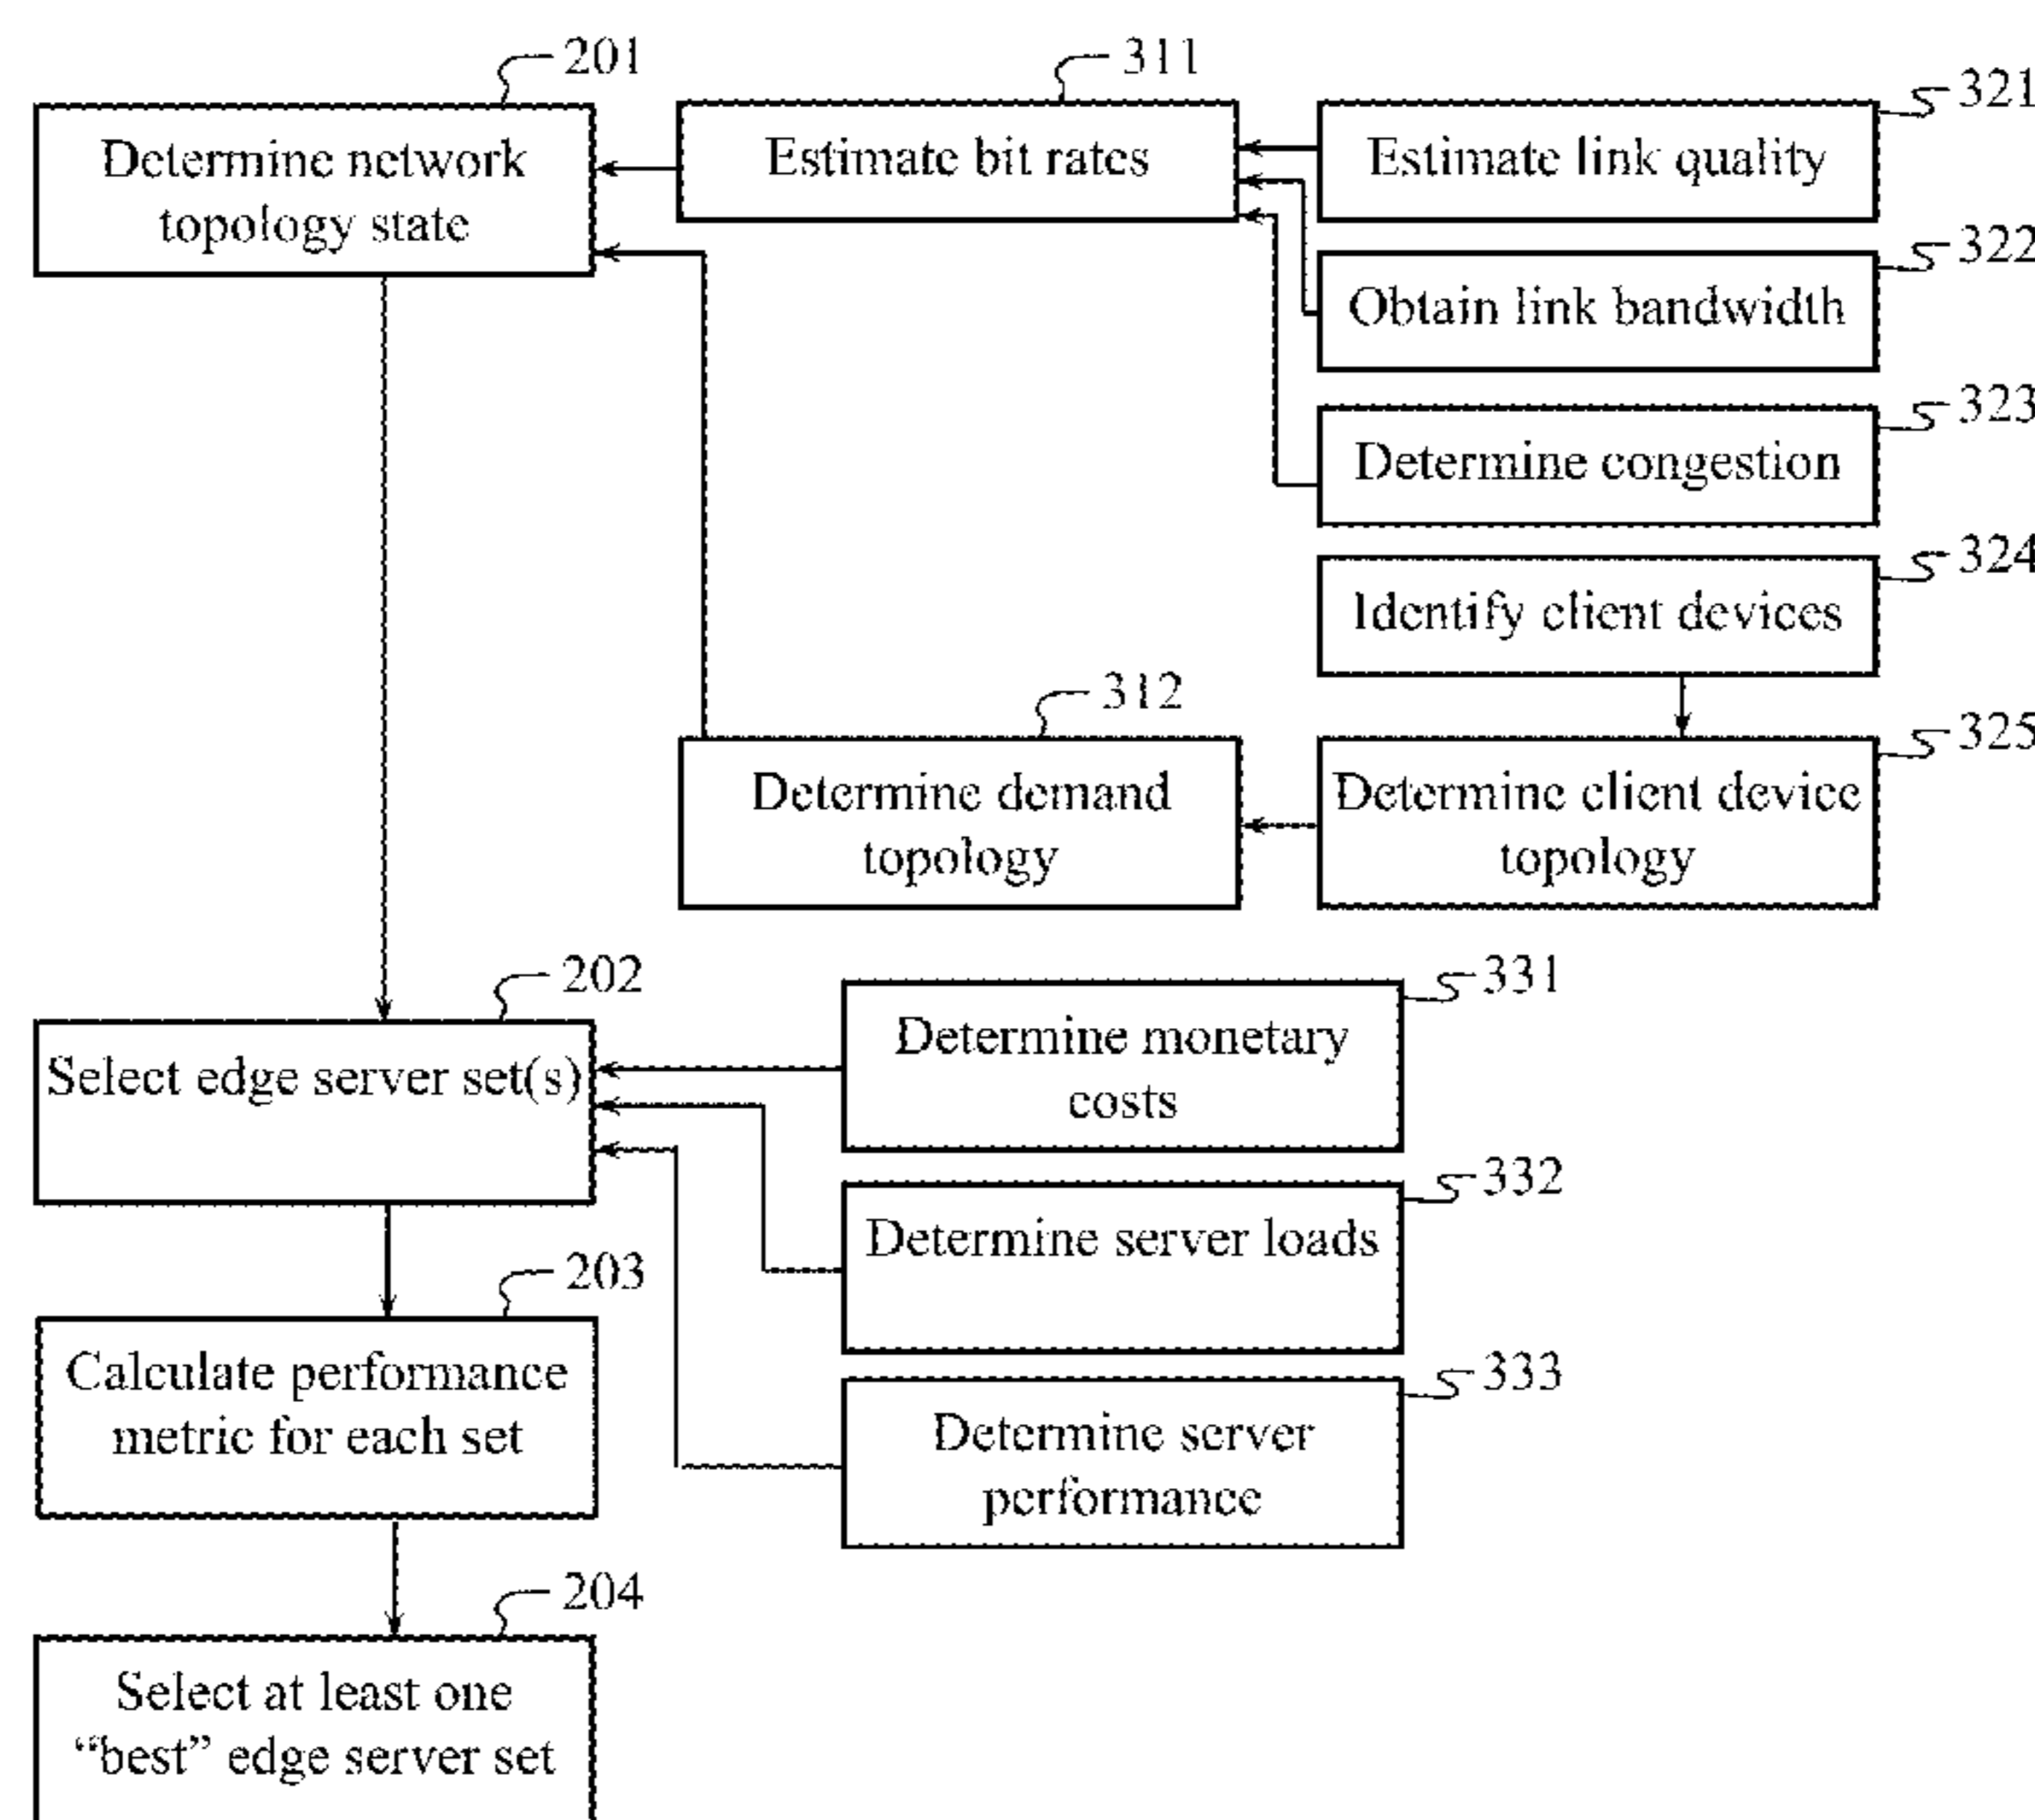 201
Determine network
topology state
311
Estimate bit rates
321
Estimate link quality
322
Obtain link bandwidth
323
Determine congestion
324
Identify client devices
312
Determine demand
topology
325
Determine client device
topology
202
Select edge server set(s)
331
Determine monetary
costs
332
Determine server loads
203
Calculate performance
metric for each set
333
Determine server
performance
204
Select at least one
“best” edge server set